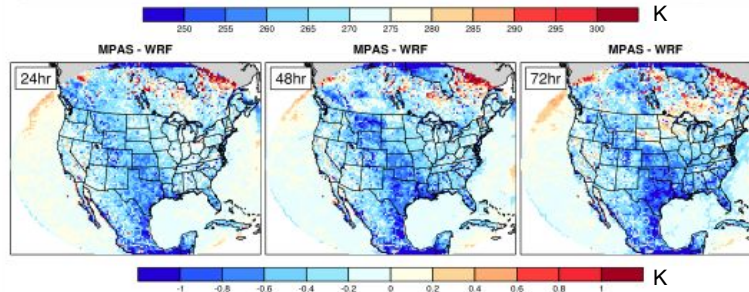 K
250 255 260 265 270 275 280 285 290 295 300
MPAS - WRF MPAS - WRF MPAS - WRF
24hr 48hr 72hr
K
-1 -0.8 -0.6 -0.4 -0.2 0 0.2 0.4 0.6 0.8 1